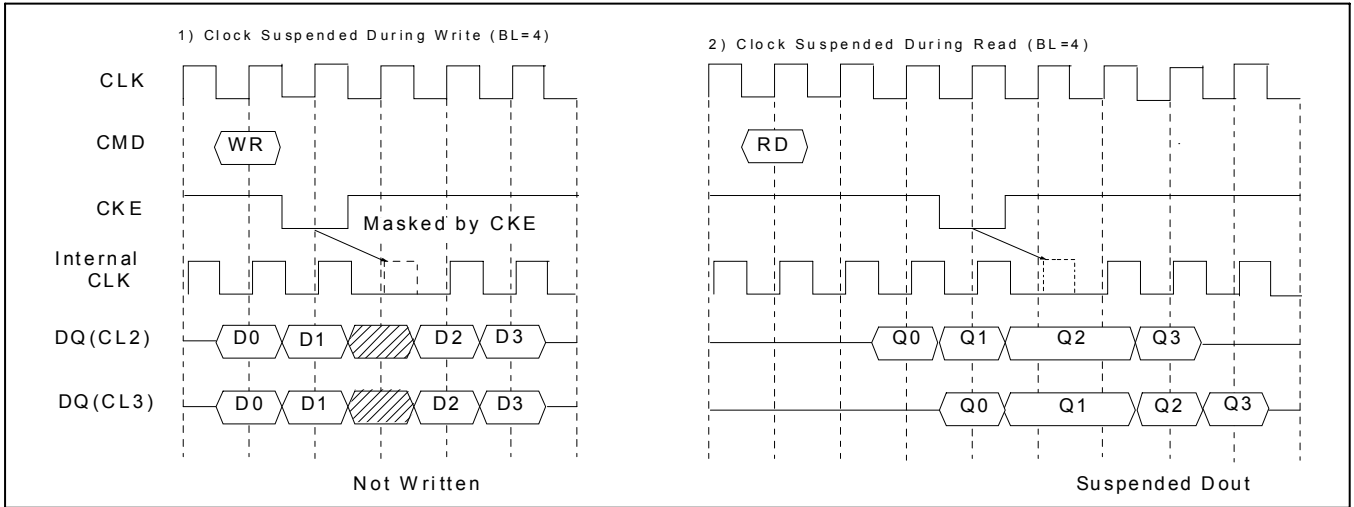 1) Clock Suspended During Write (BL=4)
2) Clock Suspended During Read (BL=4)
CLK
CMD
WR
RD
CKE
Masked by CKE
Internal
CLK
DQ(CL2)
D0 D1 D2 D3
Q0 Q1 Q2 Q3
DQ(CL3)
D0 D1 D2 D3
Q0 Q1 Q2 Q3
Not Written
Suspended Dout